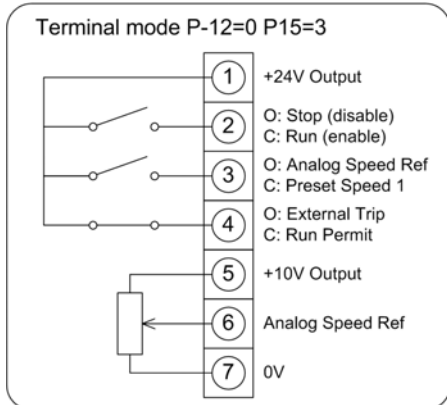 Terminal mode P-12=0 P15=3
1 +24V Output
2 O: Stop (disable)
C: Run (enable)
3 O: Analog Speed Ref
C: Preset Speed 1
4 O: External Trip
C: Run Permit
5 +10V Output
6 Analog Speed Ref
7 0V